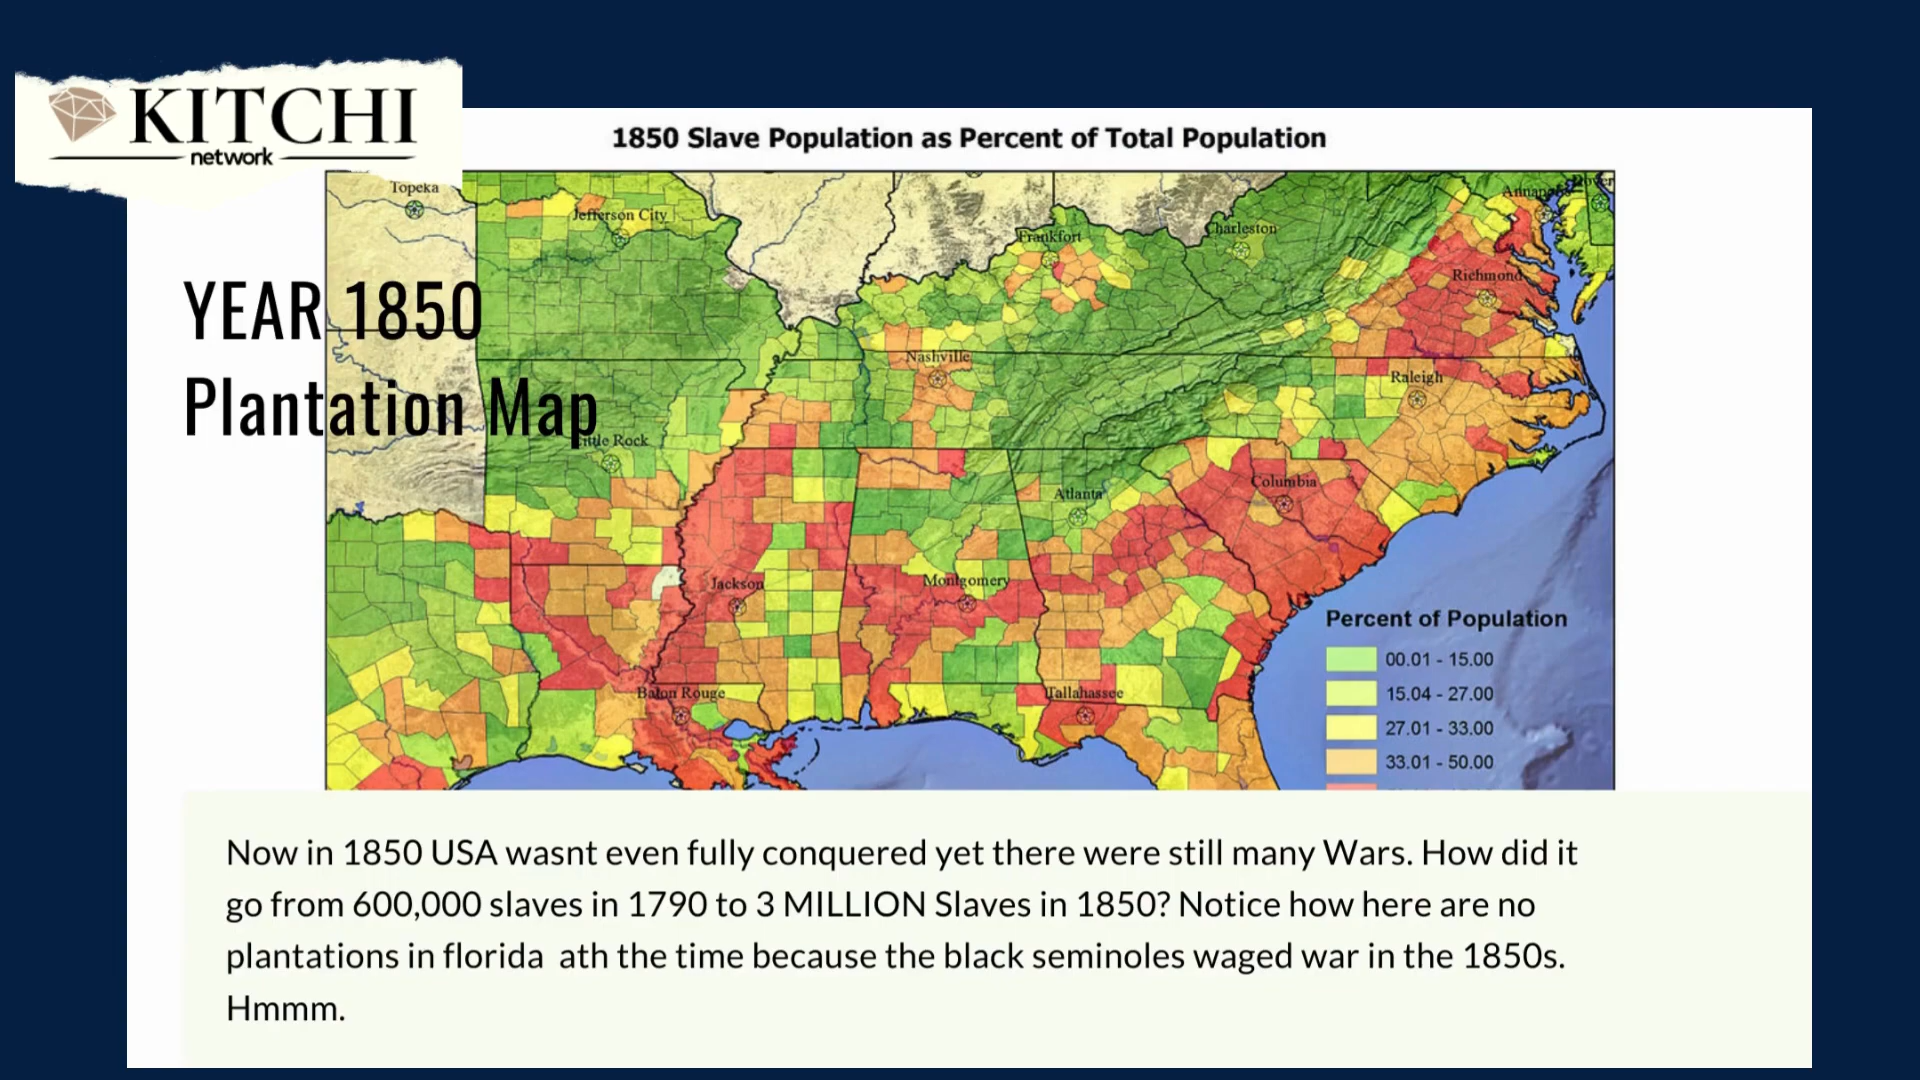 KITCHI
network
1850 Slave Population as Percent of Total Population
Topeka
Jefferson City
Frankfort
Charleston
Annapolis
Dover
Richmond
YEAR 1850
Plantation Map
Nashville
Raleigh
Little Rock
Columbia
Atlanta
Jackson
Montgomery
Baton Rouge
Tallahassee
Percent of Population
00.01 - 15.00
15.04 - 27.00
27.01 - 33.00
33.01 - 50.00
Now in 1850 USA wasnt even fully conquered yet there were still many Wars. How did it
go from 600,000 slaves in 1790 to 3 MILLION Slaves in 1850? Notice how here are no
plantations in florida ath the time because the black seminoles waged war in the 1850s.
Hmmm.